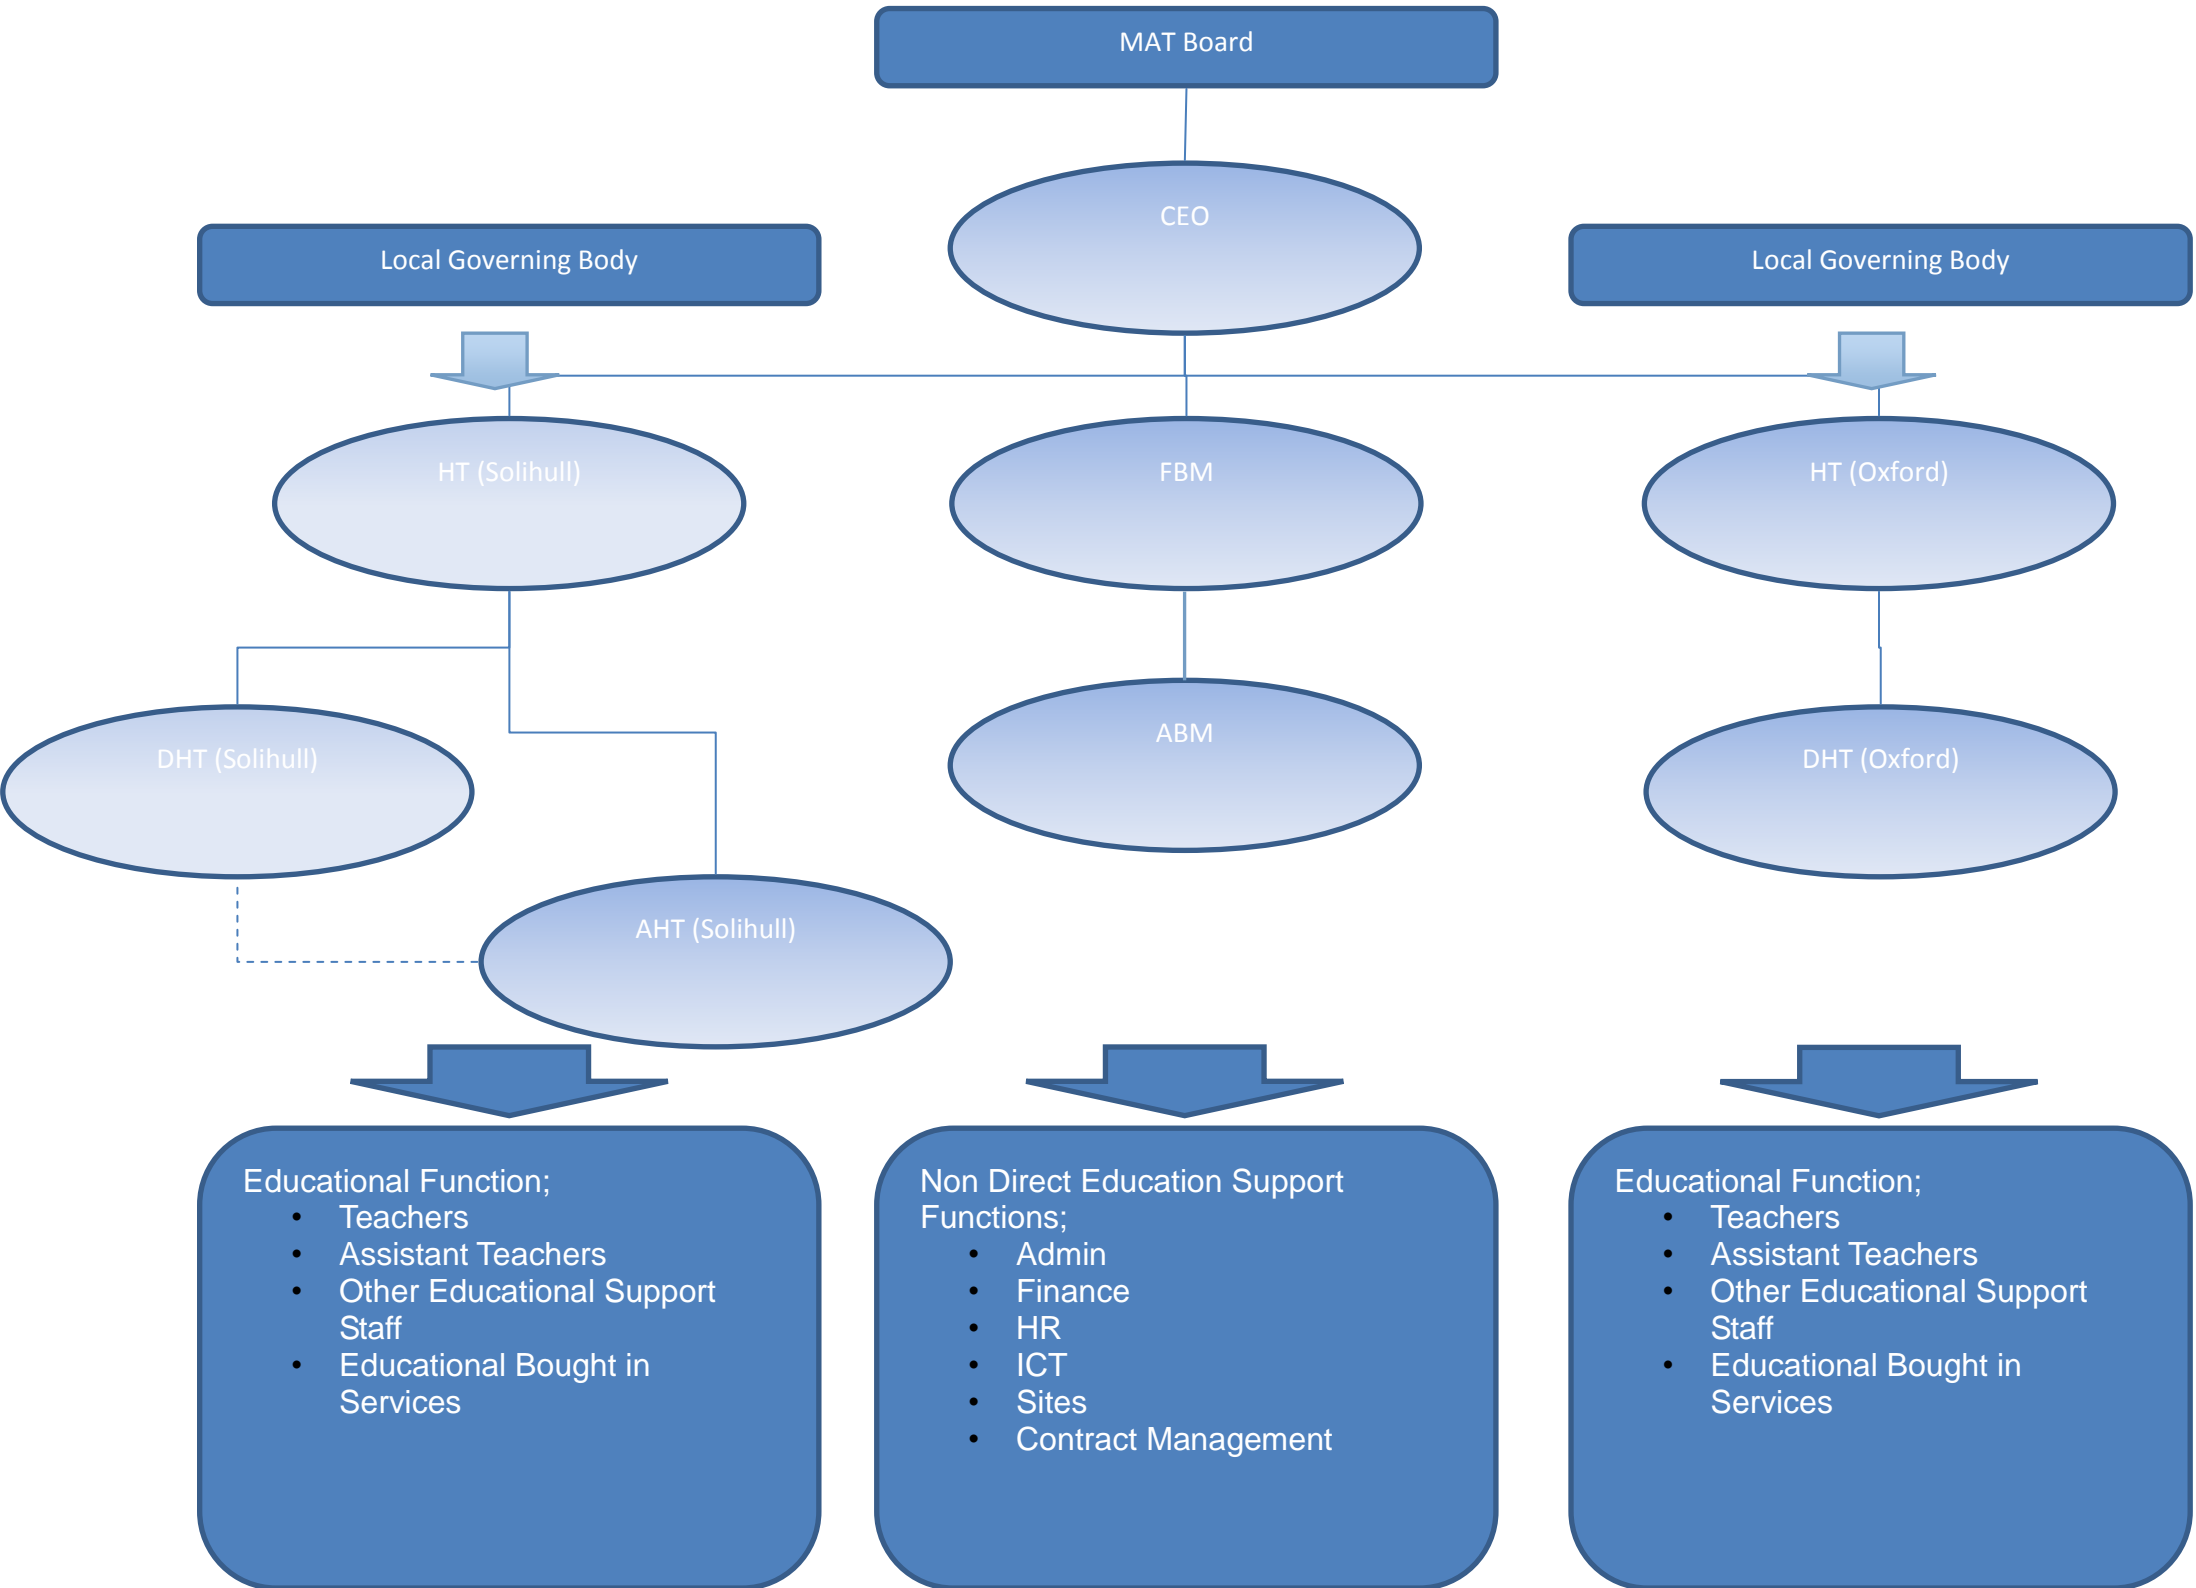 MAT Board
CEO
Local Governing Body
Local Governing Body
HT (Solihull)
FBM
HT (Oxford)
DHT (Solihull)
ABM
DHT (Oxford)
AHT (Solihull)
Educational Function;
• Teachers
• Assistant Teachers
• Other Educational Support
Staff
• Educational Bought in
Services
Non Direct Education Support
Functions;
• Admin
• Finance
• HR
• ICT
• Sites
• Contract Management
Educational Function;
• Teachers
• Assistant Teachers
• Other Educational Support
Staff
• Educational Bought in
Services